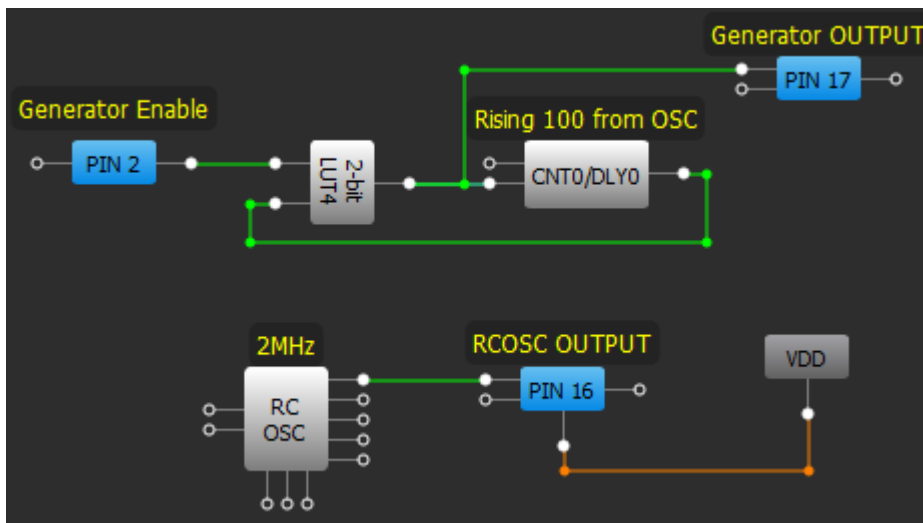 Generator OUTPUT
PIN 17
Generator Enable
Rising 100 from OSC
PIN 2
2-bit
LUT4
CNT0/DLY0
2MHz
RCOSC OUTPUT
VDD
RC
OSC
PIN 16